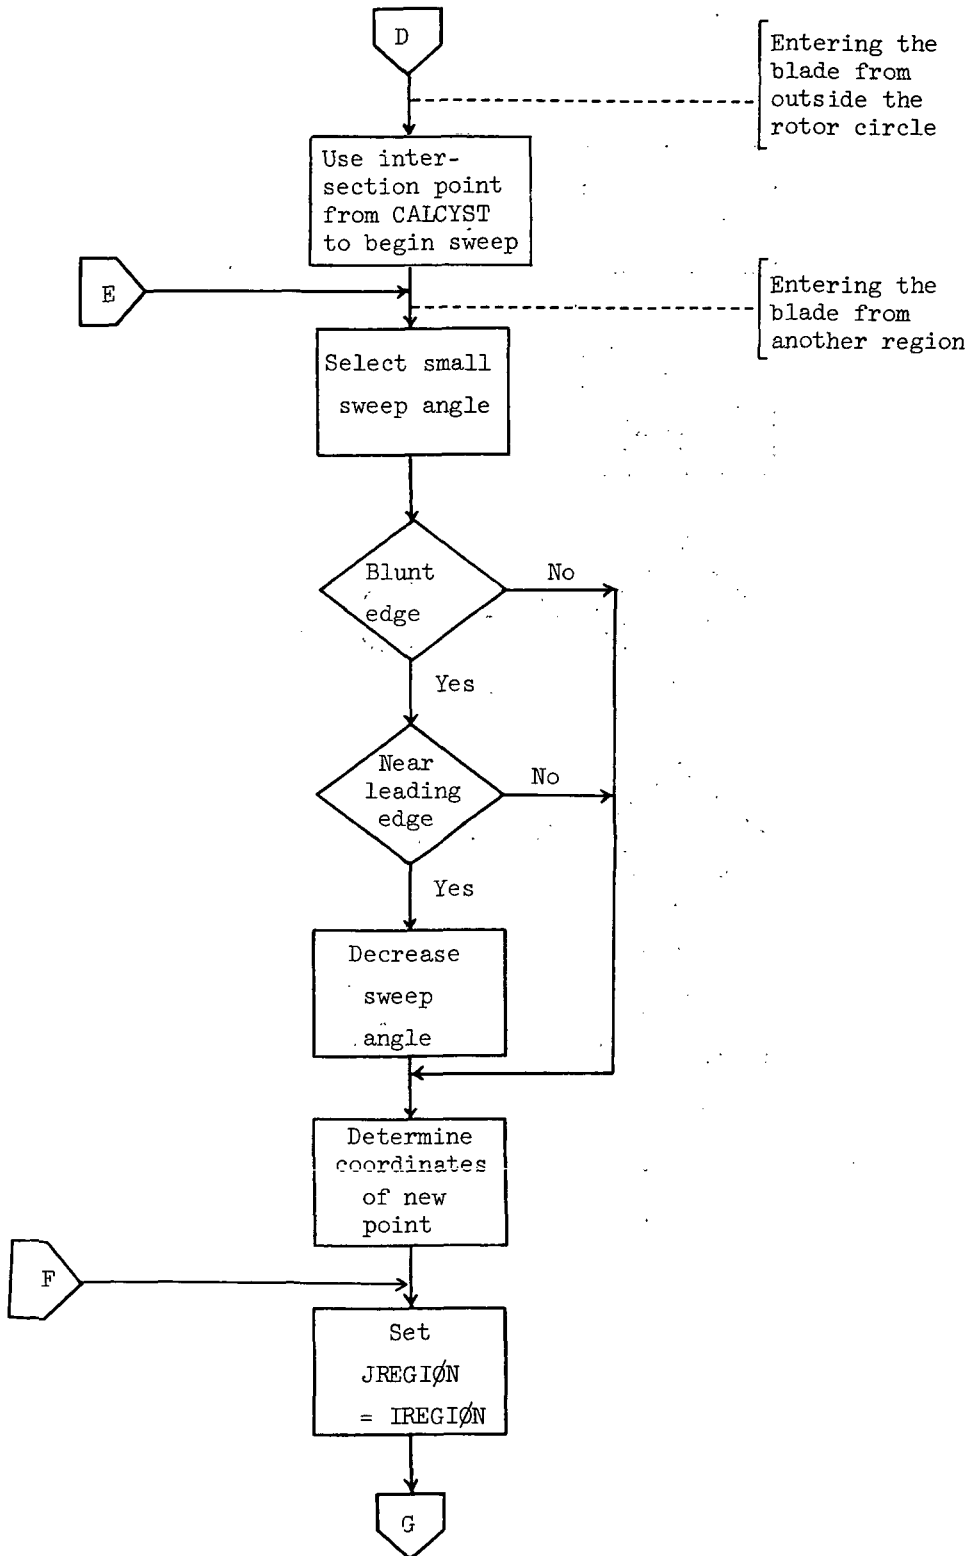 D
Entering the
blade from
outside the
rotor circle
Use inter-
section point
from CALCYST
to begin sweep
E
Entering the
blade from
another region
Select small
sweep angle
Blunt
edge
No
Yes
Near
leading
edge
No
Yes
Decrease
sweep
angle
Determine
coordinates
of new
point
F
Set
JREGIØN
= IREGIØN
G